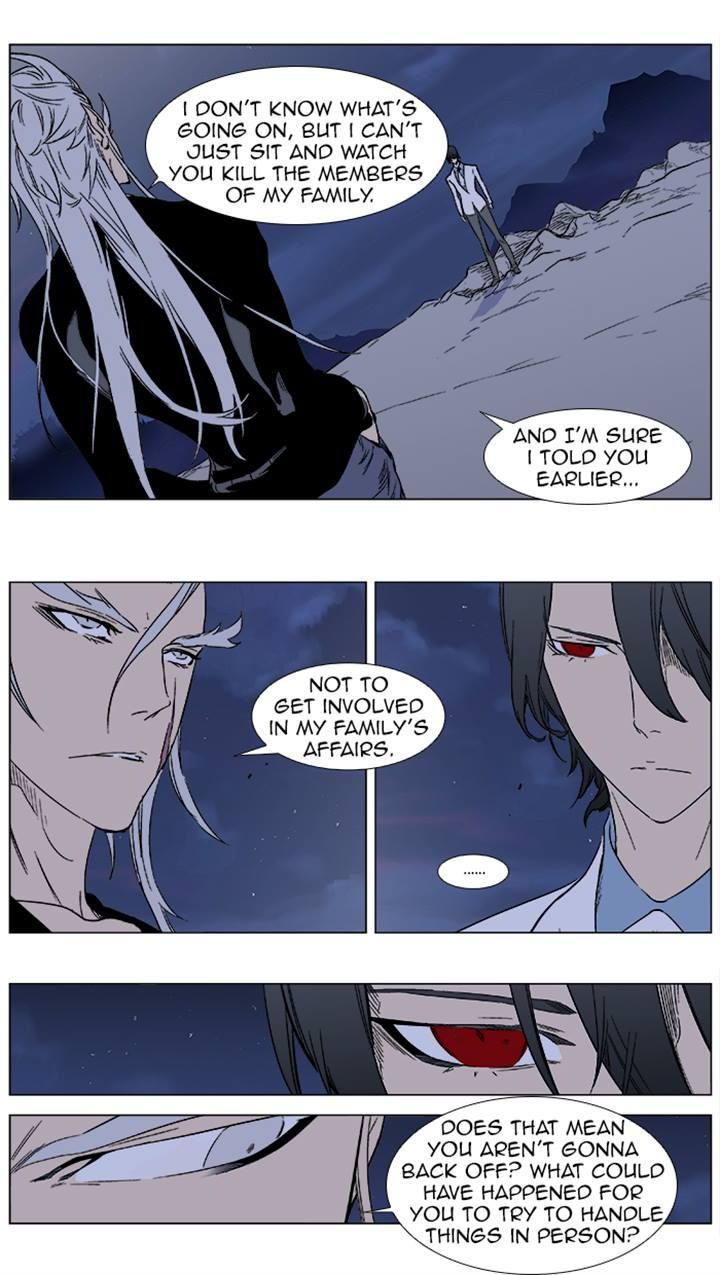 I DON'T KNOW WHAT'S
GOING ON, BUT I CAN'T
JUST SIT AND WATCH
YOU KILL THE MEMBERS
OF MY FAMILY.
AND I'M SURE
I TOLD YOU
EARLIER...
NOT TO
GET INVOLVED
IN MY FAMILY'S
AFFAIRS.
......
DOES THAT MEAN
YOU AREN'T GONNA
BACK OFF? WHAT COULD
HAVE HAPPENED FOR
YOU TO TRY TO HANDLE
THINGS IN PERSON?